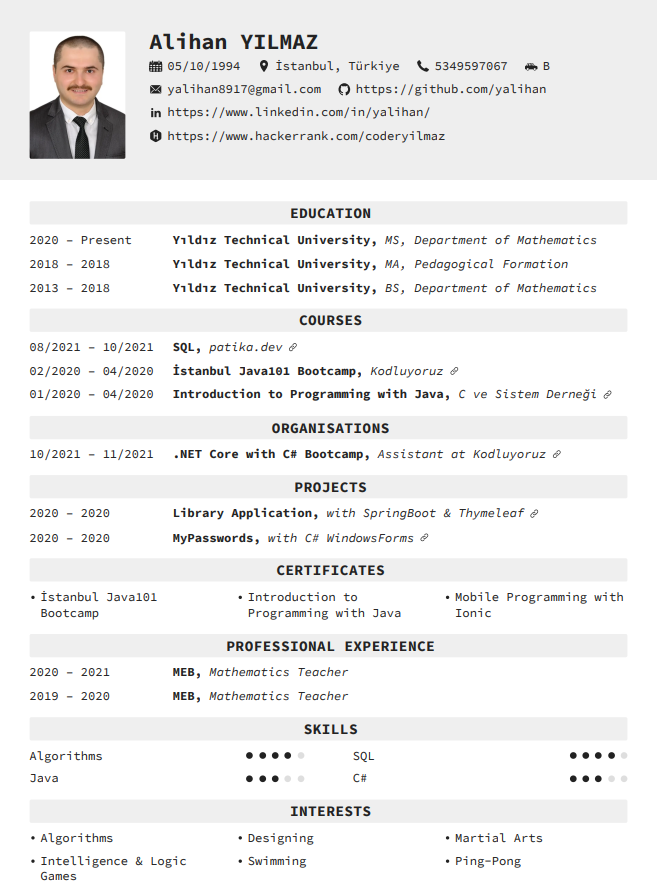 Alihan YILMAZ
05/10/1994 İstanbul, Türkiye 5349597067 B
yalihan8917@gmail.com https://github.com/yalihan
https://www.linkedin.com/in/yalihan/
https://www.hackerrank.com/coderyilmaz
EDUCATION
2020 – Present Yıldız Technical University, MS, Department of Mathematics
2018 – 2018 Yıldız Technical University, MA, Pedagogical Formation
2013 – 2018 Yıldız Technical University, BS, Department of Mathematics
COURSES
08/2021 – 10/2021 SQL, patika.dev
02/2020 – 04/2020 İstanbul Java101 Bootcamp, Kodluyoruz
01/2020 – 04/2020 Introduction to Programming with Java, C ve Sistem Derneği
ORGANISATIONS
10/2021 – 11/2021 .NET Core with C# Bootcamp, Assistant at Kodluyoruz
PROJECTS
2020 – 2020 Library Application, with SpringBoot & Thymeleaf
2020 – 2020 MyPasswords, with C# WindowsForms
CERTIFICATES
• İstanbul Java101
Bootcamp
• Introduction to
Programming with Java
• Mobile Programming with
Ionic
PROFESSIONAL EXPERIENCE
2020 – 2021 MEB, Mathematics Teacher
2019 – 2020 MEB, Mathematics Teacher
SKILLS
Algorithms SQL
Java C#
INTERESTS
• Algorithms • Designing • Martial Arts
• Intelligence & Logic
Games
• Swimming • Ping-Pong